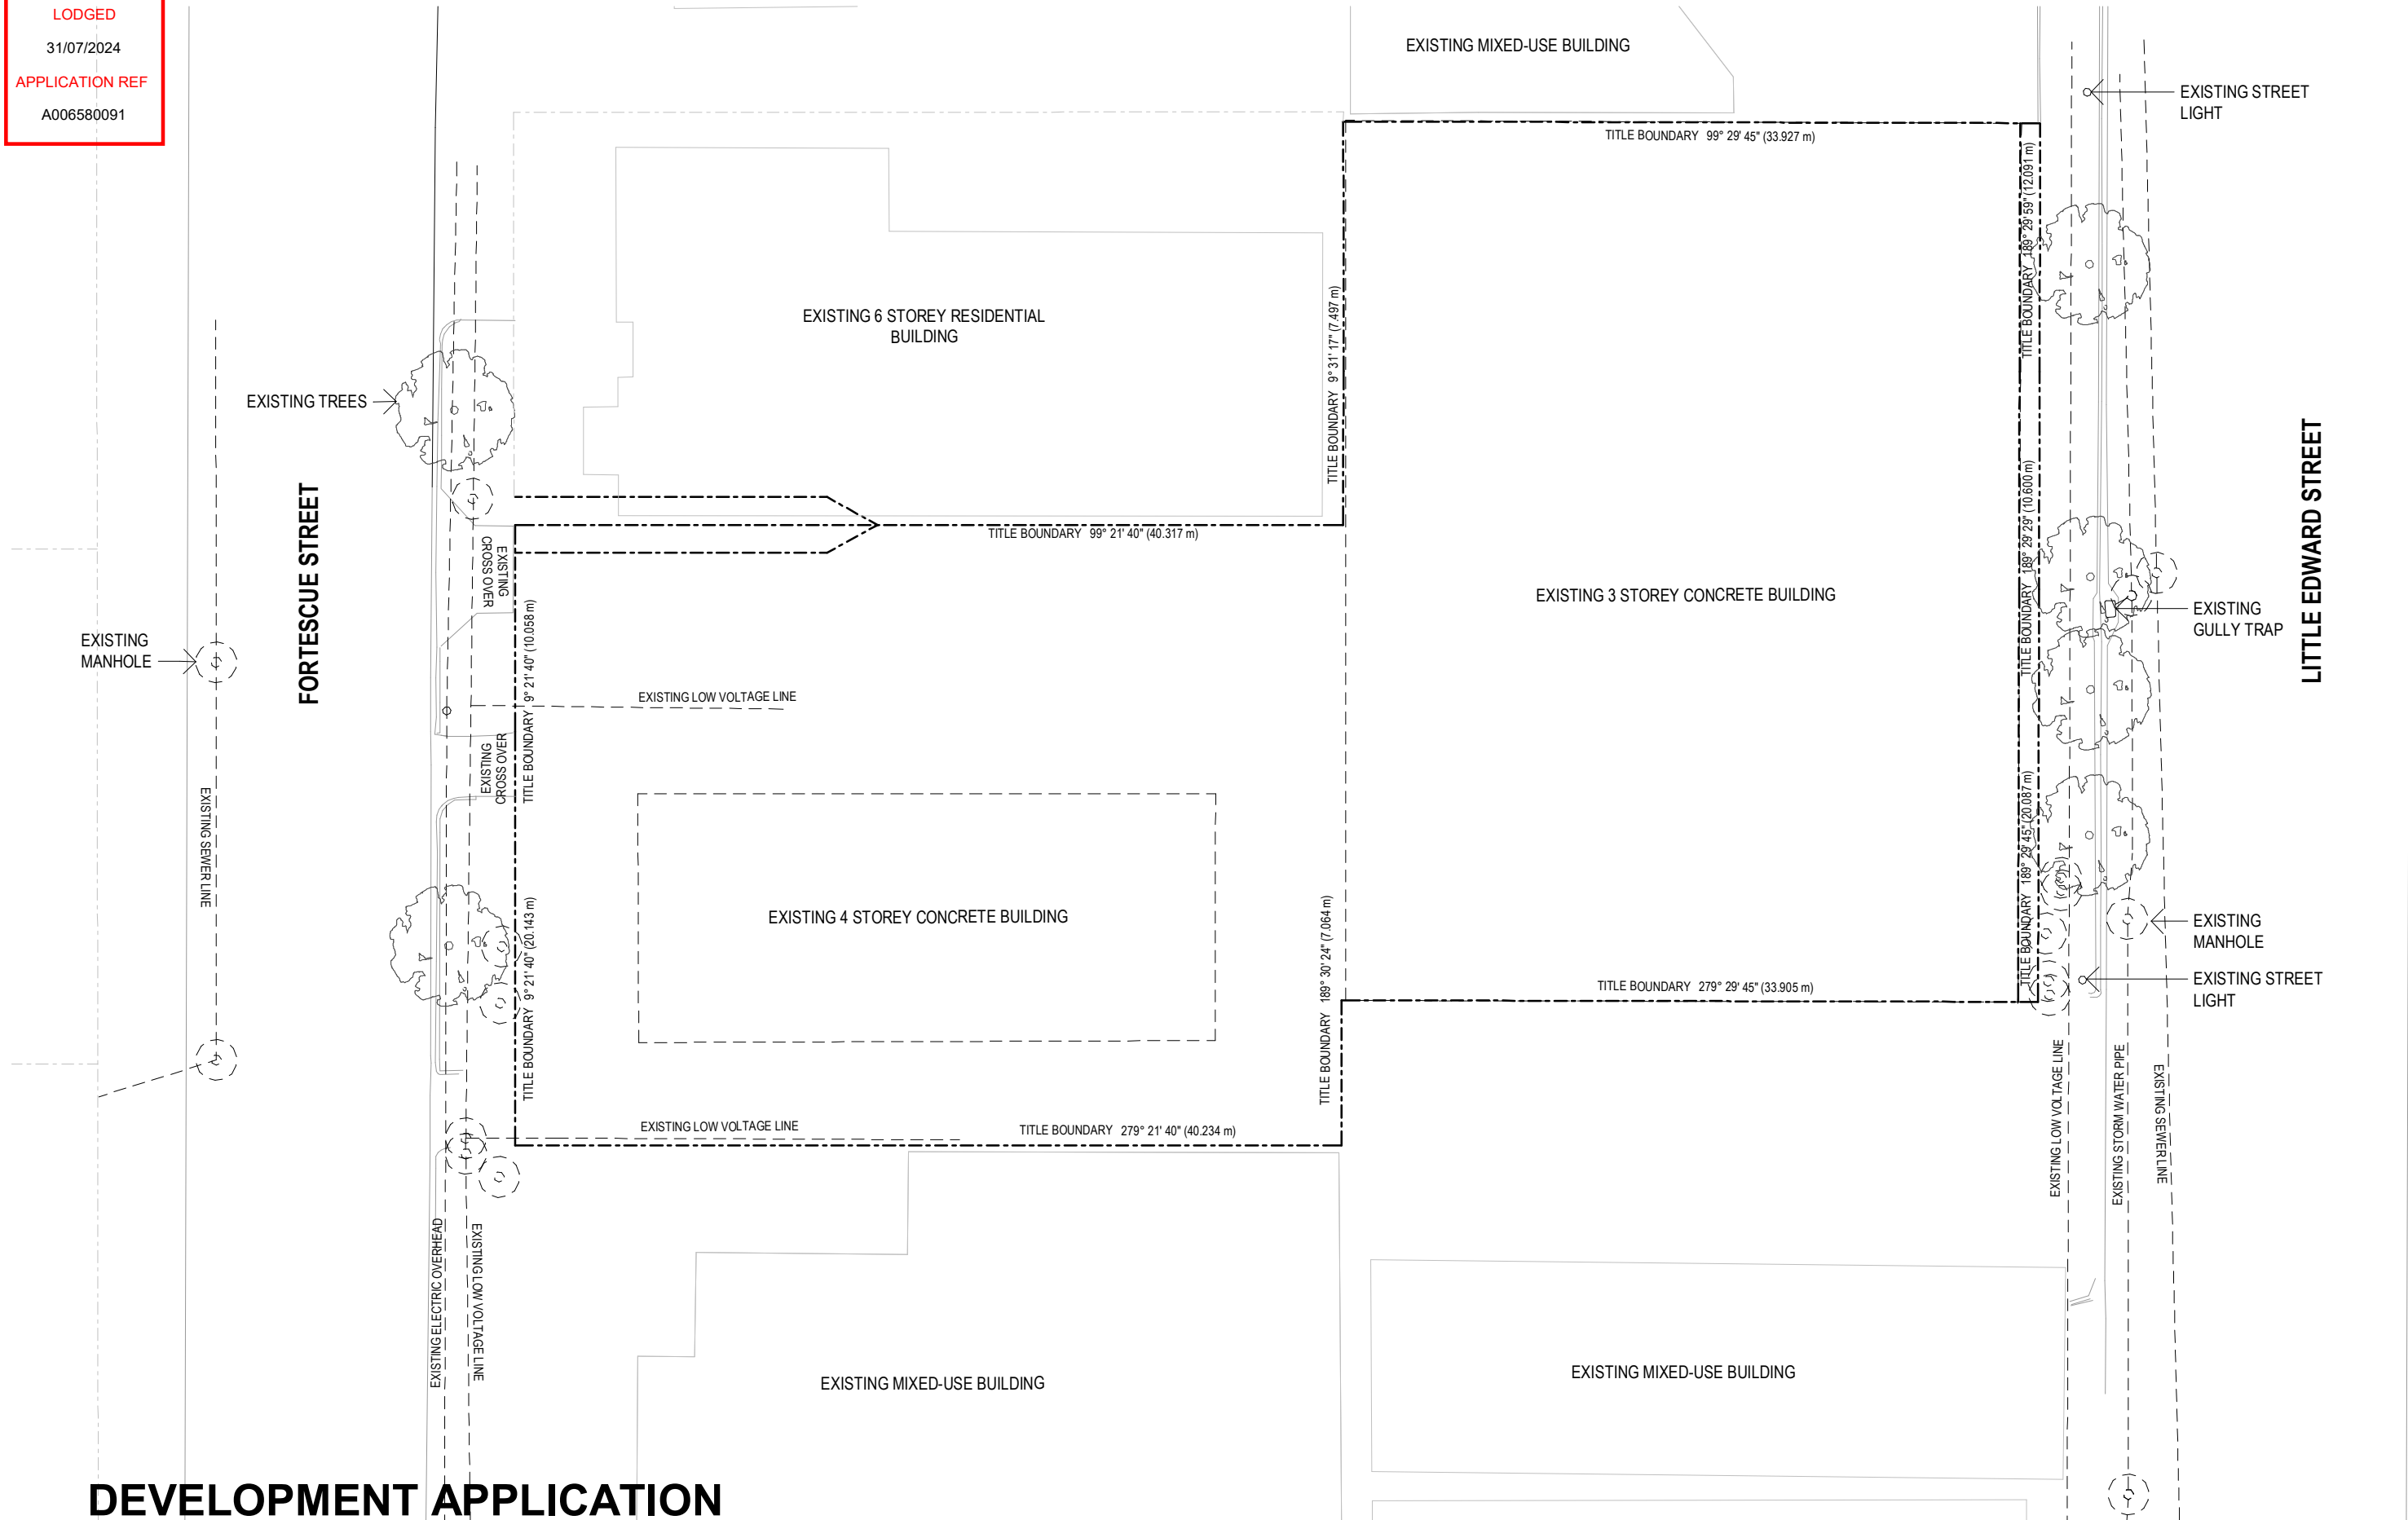 LODGED
31/07/2024
APPLICATION REF
A006580091
EXISTING MIXED-USE BUILDING
EXISTING STREET
LIGHT
TITLE BOUNDARY 99° 29' 45" (33.927 m)
TITLE BOUNDARY 189° 29' 59" (12.091 m)
EXISTING 6 STOREY RESIDENTIAL
BUILDING
TITLE BOUNDARY 9° 31' 17" (7.497 m)
EXISTING TREES
FORTESCUE STREET
LITTLE EDWARD STREET
TITLE BOUNDARY 99° 21' 40" (40.317 m)
EXISTING
CROSS OVER
TITLE BOUNDARY 189° 29' 29" (10.600 m)
EXISTING 3 STOREY CONCRETE BUILDING
EXISTING
GULLY TRAP
EXISTING
MANHOLE
TITLE BOUNDARY 9° 21' 40" (10.058 m)
EXISTING LOW VOLTAGE LINE
EXISTING
CROSS OVER
EXISTING SEWER LINE
TITLE BOUNDARY 189° 29' 45" (20.087 m)
EXISTING 4 STOREY CONCRETE BUILDING
TITLE BOUNDARY 9° 21' 40" (20.143 m)
TITLE BOUNDARY 189° 30' 24" (7.064 m)
EXISTING
MANHOLE
EXISTING STREET
LIGHT
TITLE BOUNDARY 279° 29' 45" (33.905 m)
EXISTING LOW VOLTAGE LINE
TITLE BOUNDARY 279° 21' 40" (40.234 m)
EXISTING LOW VOLTAGE LINE
EXISTING STORM WATER PIPE
EXISTING SEWER LINE
EXISTING ELECTRIC OVERHEAD
EXISTING LOW VOLTAGE LINE
EXISTING MIXED-USE BUILDING
EXISTING MIXED-USE BUILDING
DEVELOPMENT APPLICATION